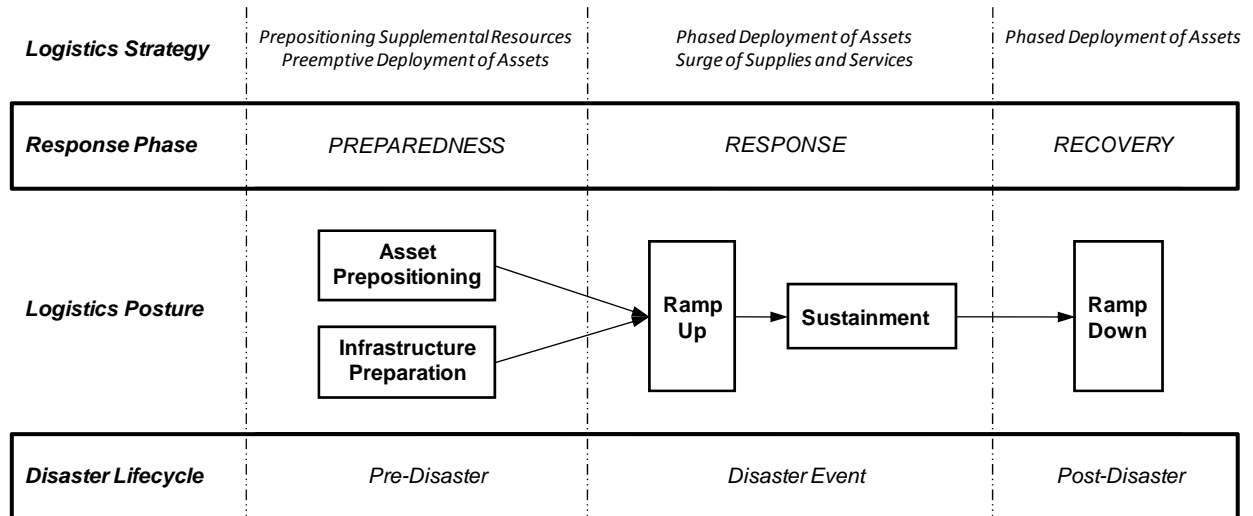 Logistics Strategy
Prepositioning Supplemental Resources
Preemptive Deployment of Assets
Phased Deployment of Assets
Surge of Supplies and Services
Phased Deployment of Assets
Response Phase
PREPAREDNESS
RESPONSE
RECOVERY
Logistics Posture
Asset
Prepositioning
Infrastructure
Preparation
Ramp
Up
Sustainment
Ramp
Down
Disaster Lifecycle
Pre-Disaster
Disaster Event
Post-Disaster